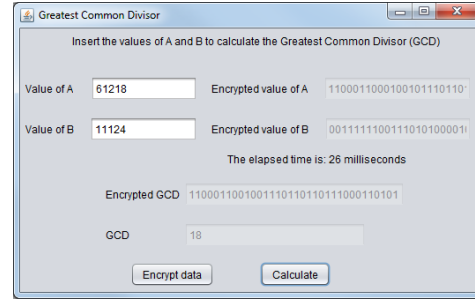 Greatest Common Divisor
Insert the values of A and B to calculate the Greatest Common Divisor (GCD)
Value of A 61218 Encrypted value of A 11000110001001011101101
Value of B 11124 Encrypted value of B 00111111001110101000010
The elapsed time is: 26 milliseconds
Encrypted GCD 1100011001001110110110111000110101
GCD 18
Encrypt data Calculate